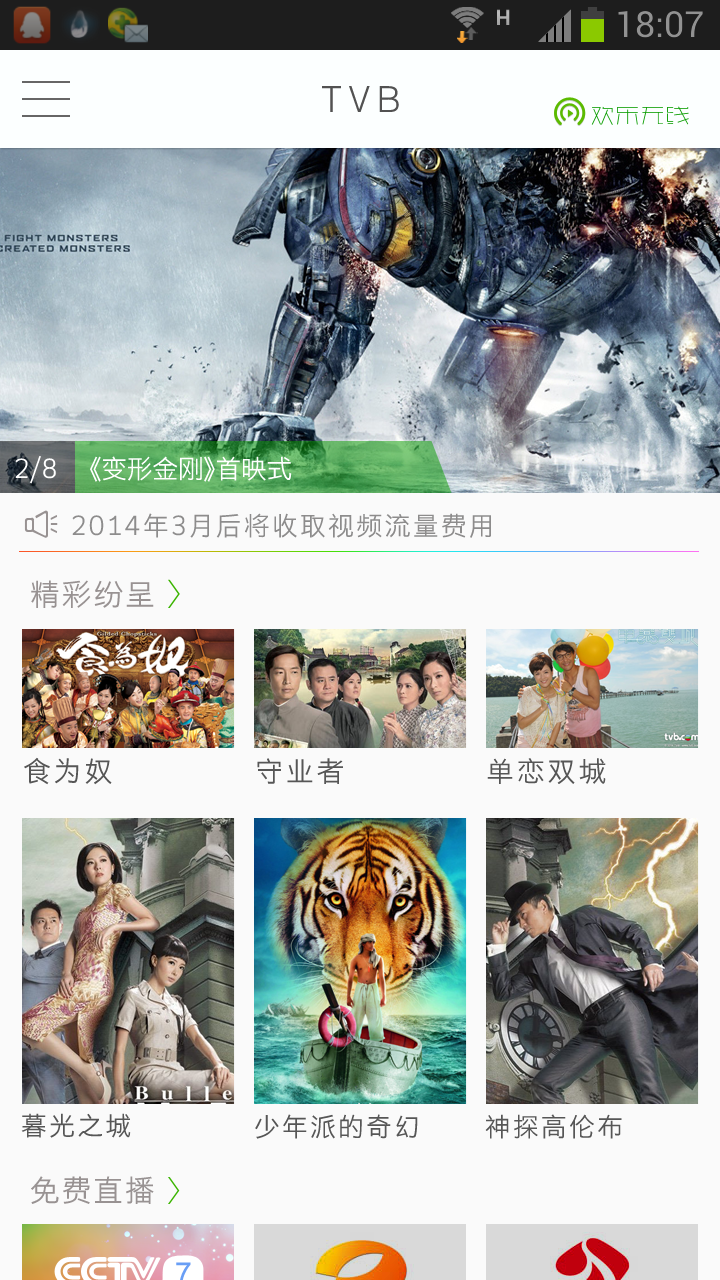 H
18:07
TVB
欢乐无线
FIGHT MONSTERS
CREATED MONSTERS
2/8
《变形金刚》首映式
2014年3月后将收取视频流量费用
精彩纷呈
食為奴
食为奴
守业者
tvb.com
单恋双城
Bulle
暮光之城
少年派的奇幻
神探高伦布
免费直播
CCTV 7